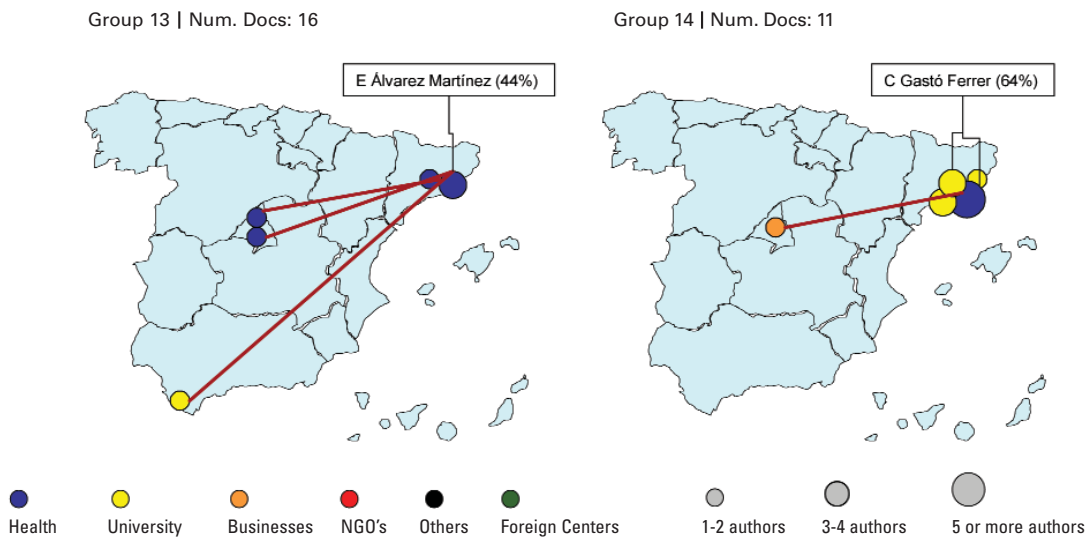 Group 13 | Num. Docs: 16
Group 14 | Num. Docs: 11
E Álvarez Martínez (44%)
C Gastó Ferrer (64%)
Health
University
Businesses
NGO's
Others
Foreign Centers
1-2 authors
3-4 authors
5 or more authors